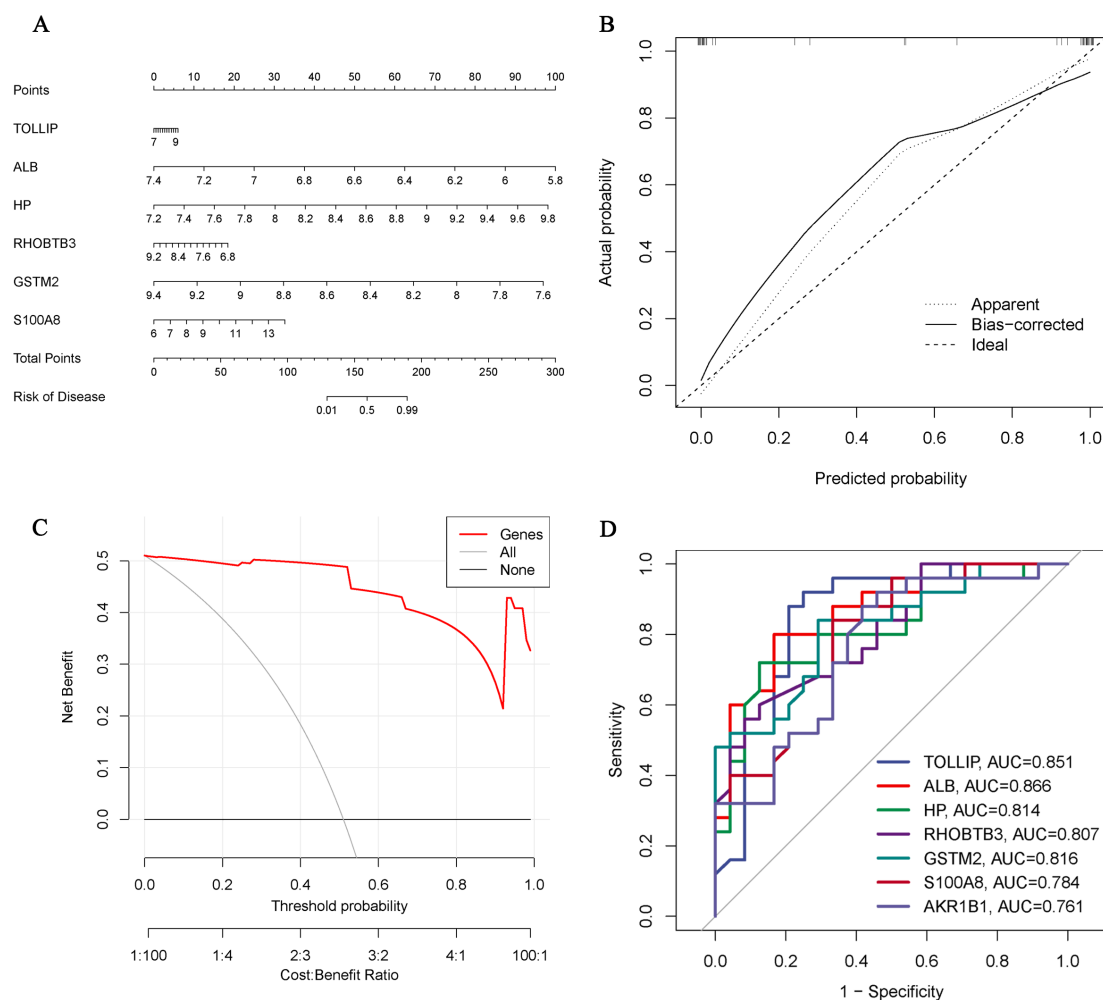 A
0 10 20 30 40 50 60 70 80 90 100
Points
TOLLIP
7 9
ALB
7.4 7.2 7 6.8 6.6 6.4 6.2 6 5.8
HP
7.2 7.4 7.6 7.8 8 8.2 8.4 8.6 8.8 9 9.2 9.4 9.6 9.8
RHOBTB3
9.2 8.4 7.6 6.8
GSTM2
9.4 9.2 9 8.8 8.6 8.4 8.2 8 7.8 7.6
S100A8
6 7 8 9 11 13
Total Points
0 50 100 150 200 250 300
Risk of Disease
0.01 0.5 0.99
B
Actual probability
1.0
0.8
0.6
0.4
0.2
0.0
Apparent
Bias-corrected
Ideal
0.0 0.2 0.4 0.6 0.8 1.0
Predicted probability
C
Net Benefit
0.5
0.4
0.3
0.2
0.1
0.0
Genes
All
None
0.0 0.2 0.4 0.6 0.8 1.0
Threshold probability
1:100 1:4 2:3 3:2 4:1 100:1
Cost:Benefit Ratio
D
Sensitivity
1.0
0.8
0.6
0.4
0.2
0.0
TOLLIP, AUC=0.851
ALB, AUC=0.866
HP, AUC=0.814
RHOBTB3, AUC=0.807
GSTM2, AUC=0.816
S100A8, AUC=0.784
AKR1B1, AUC=0.761
0.0 0.2 0.4 0.6 0.8 1.0
1 - Specificity